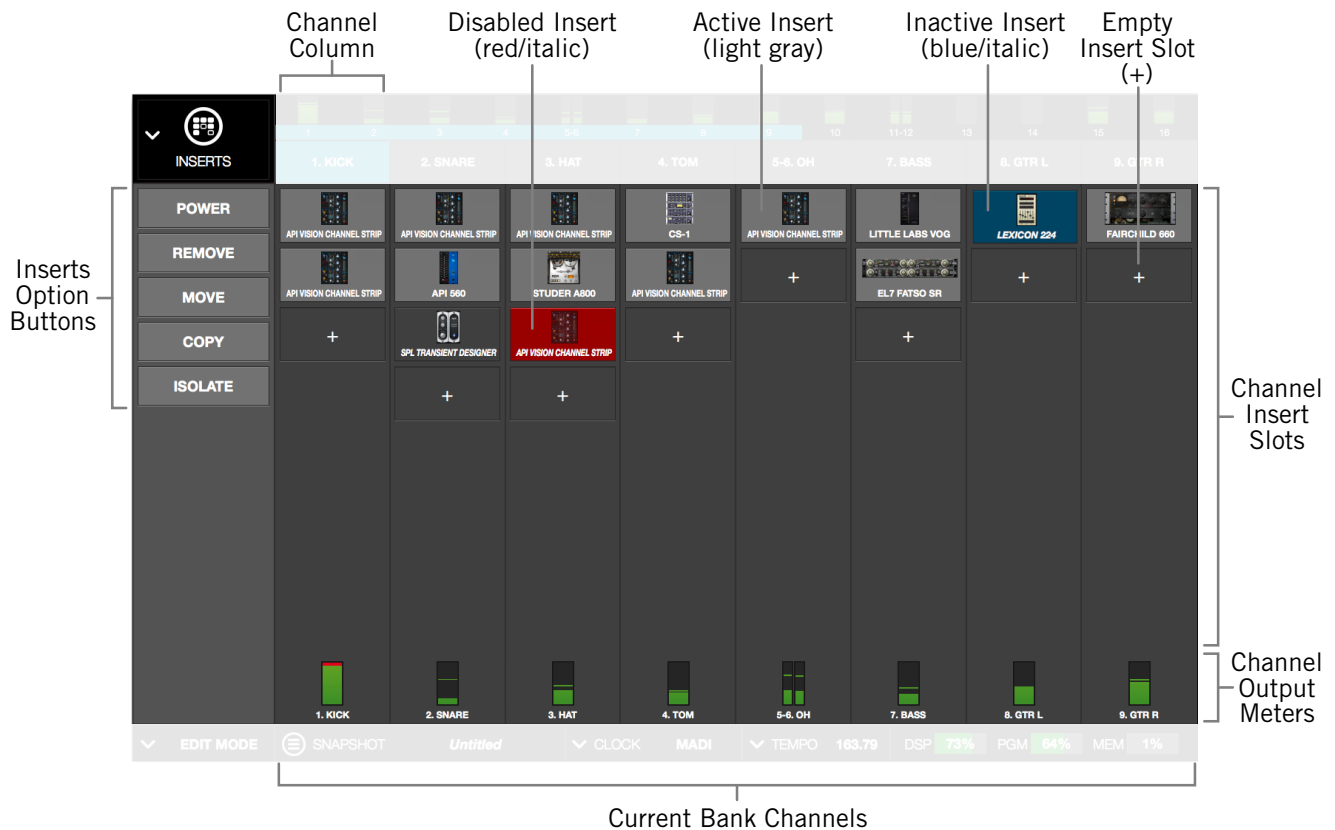 Channel
Column
Disabled Insert
(red/italic)
Active Insert
(light gray)
Inactive Insert
(blue/italic)
Empty
Insert Slot
(+)
INSERTS
1 2 3 4 5-6 7 8 9 10 11-12 13 14 15 16
1. KICK 2. SNARE 3. HAT 4. TOM 5-6. OH 7. BASS 8. GTR L 9. GTR R
Inserts
Option
Buttons
POWER
REMOVE
MOVE
COPY
ISOLATE
API VISION CHANNEL STRIP API VISION CHANNEL STRIP API VISION CHANNEL STRIP CS-1 API VISION CHANNEL STRIP LITTLE LABS VOG LEXICON 224 FAIRCHILD 660
API VISION CHANNEL STRIP API 560 STUDER A800 API VISION CHANNEL STRIP + EL7 FATSO SR + +
+ SPL TRANSIENT DESIGNER API VISION CHANNEL STRIP + +
+ +
Channel
Insert
Slots
1. KICK 2. SNARE 3. HAT 4. TOM 5-6. OH 7. BASS 8. GTR L 9. GTR R
Channel
Output
Meters
EDIT MODE SNAPSHOT Untitled CLOCK MADI TEMPO 163.79 DSP 73% PGM 64% MEM 1%
Current Bank Channels